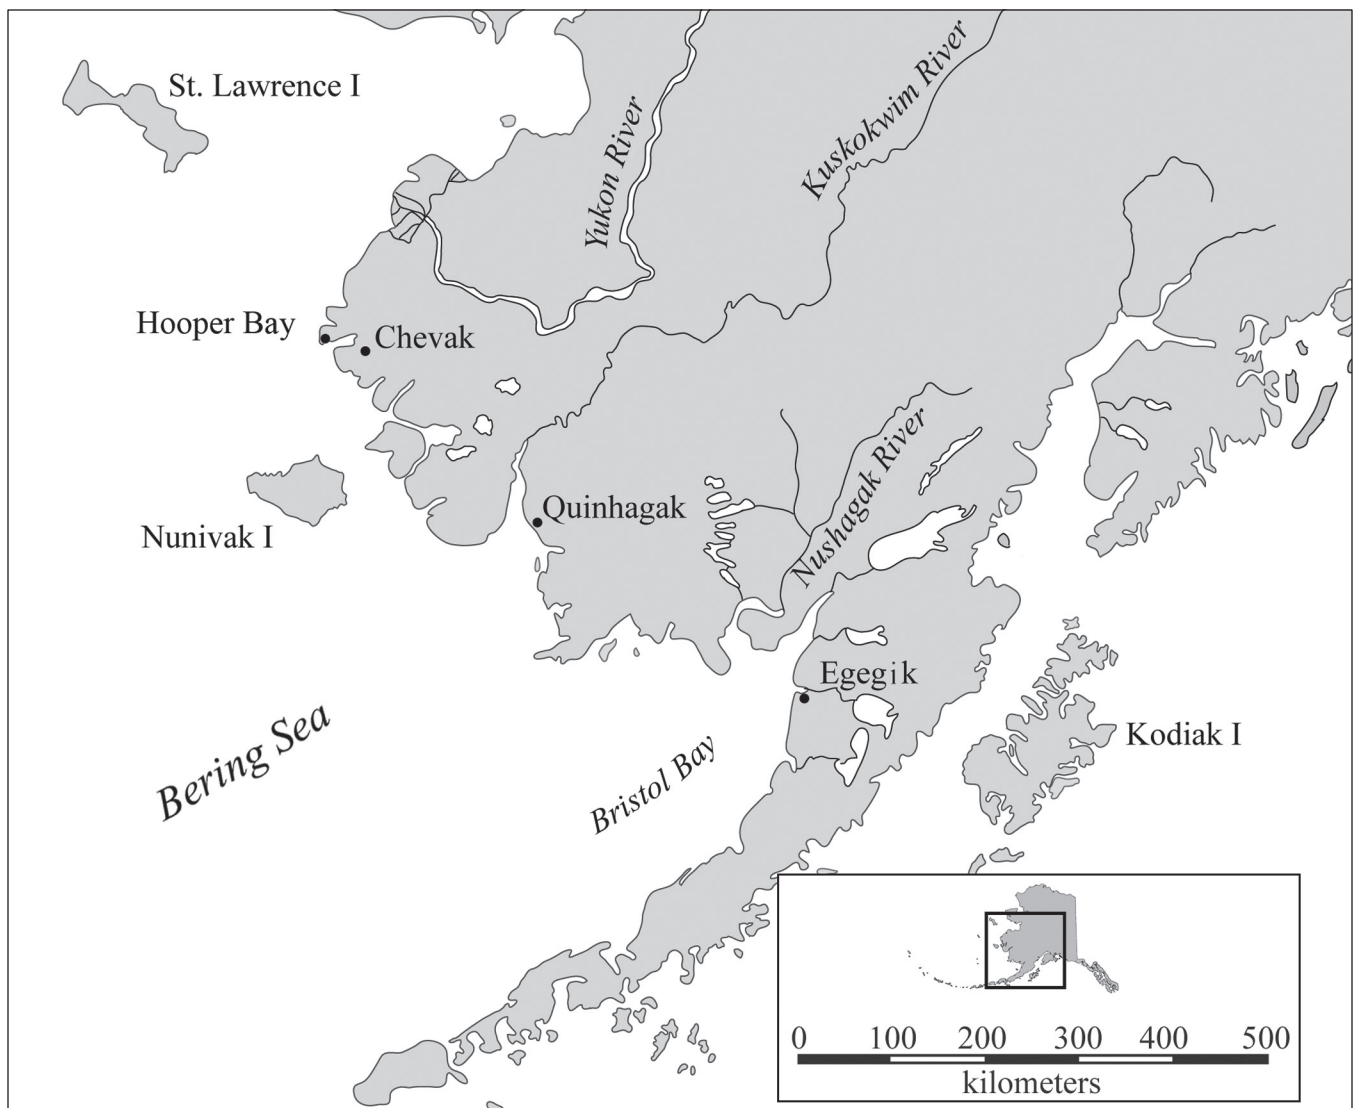 St. Lawrence I
Yukon River
Kuskokwim River
Hooper Bay
Chevak
Quinhagak
Nunivak I
Nushagak River
Egegik
Kodiak I
Bering Sea
Bristol Bay
0 100 200 300 400 500
kilometers